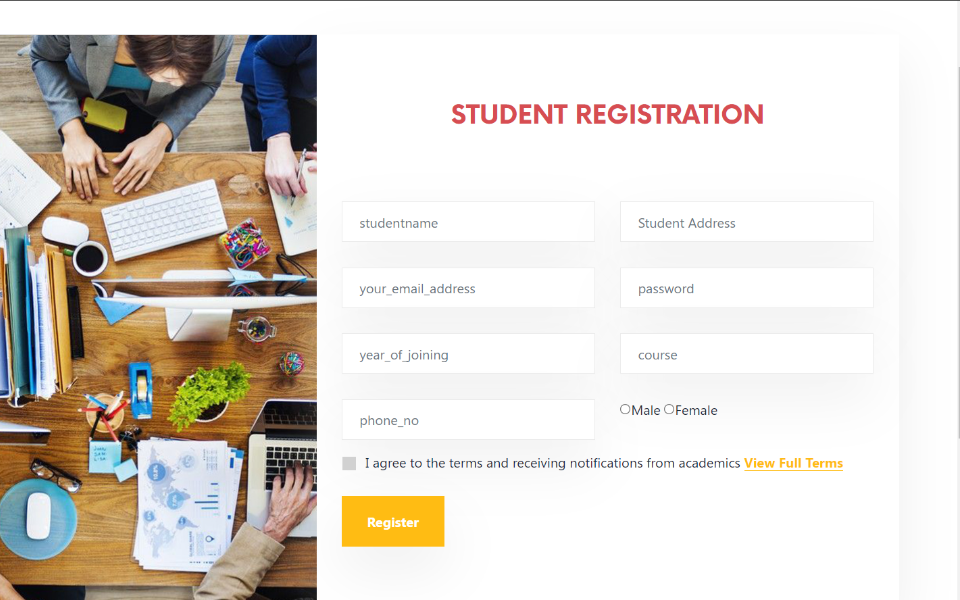 STUDENT REGISTRATION
studentname
Student Address
your_email_address
password
year_of_joining
course
phone_no
Male Female
I agree to the terms and receiving notifications from academics View Full Terms
Register